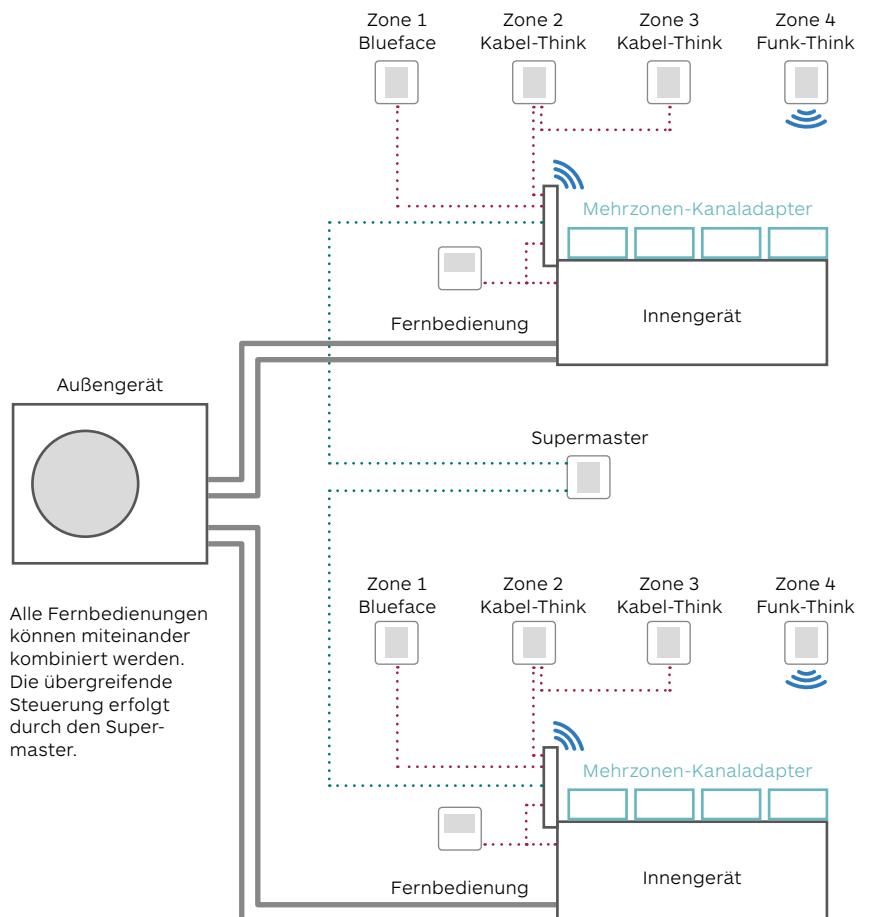 Zone 1
Blueface
Zone 2
Kabel-Think
Zone 3
Kabel-Think
Zone 4
Funk-Think
Mehrzonen-Kanaladapter
Innengerät
Fernbedienung
Außengerät
Supermaster
Alle Fernbedienungen
können miteinander
kombiniert werden.
Die übergreifende
Steuerung erfolgt
durch den Super-
master.
Zone 1
Blueface
Zone 2
Kabel-Think
Zone 3
Kabel-Think
Zone 4
Funk-Think
Mehrzonen-Kanaladapter
Innengerät
Fernbedienung